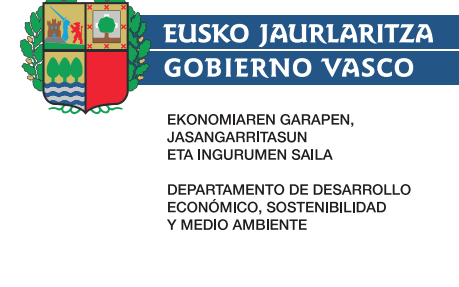 EUSKO JAURLARITZA
GOBIERNO VASCO
EKONOMIAREN GARAPEN,
JASANGARRITASUN
ETA INGURUMEN SAILA
DEPARTAMENTO DE DESARROLLO
ECONÓMICO, SOSTENIBILIDAD
Y MEDIO AMBIENTE